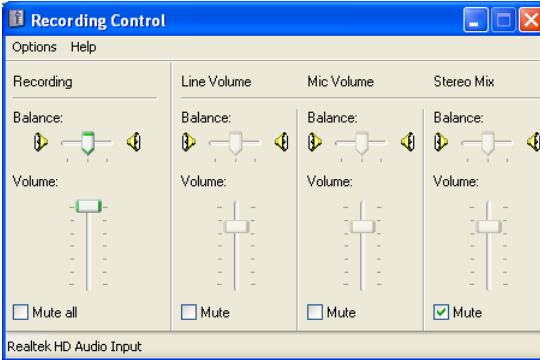 Recording Control
Options Help
Recording Line Volume Mic Volume Stereo Mix
Balance: Balance: Balance: Balance:
Volume: Volume: Volume: Volume:
Mute all Mute Mute Mute
Realtek HD Audio Input